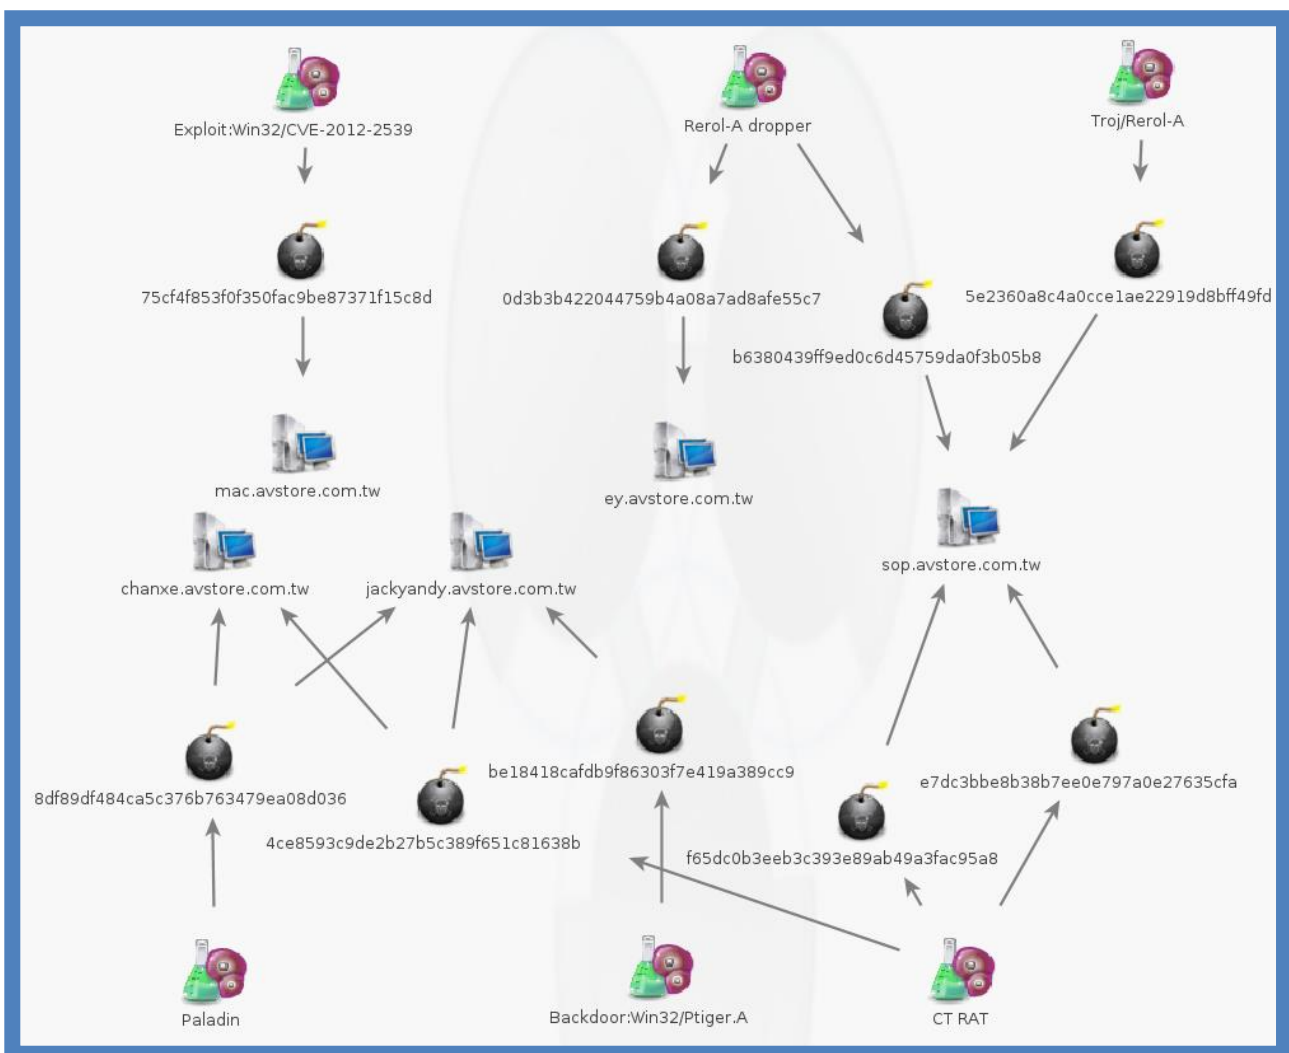 Exploit:Win32/CVE-2012-2539
Rerol-A dropper
Troj/Rerol-A
75cf4f853f0f350fac9be87371f15c8d
0d3b3b422044759b4a08a7ad8afe55c7
5e2360a8c4a0cce1ae22919d8bff49fd
b6380439ff9ed0c6d45759da0f3b05b8
mac.avstore.com.tw
ey.avstore.com.tw
sop.avstore.com.tw
chanxe.avstore.com.tw
jackyandy.avstore.com.tw
be18418cafdb9f86303f7e419a389cc9
e7dc3bbe8b38b7ee0e797a0e27635cfa
8df89df484ca5c376b763479ea08d036
4ce8593c9de2b27b5c389f651c81638b
f65dc0b3eeb3c393e89ab49a3fac95a8
Paladin
Backdoor:Win32/Ptiger.A
CT RAT